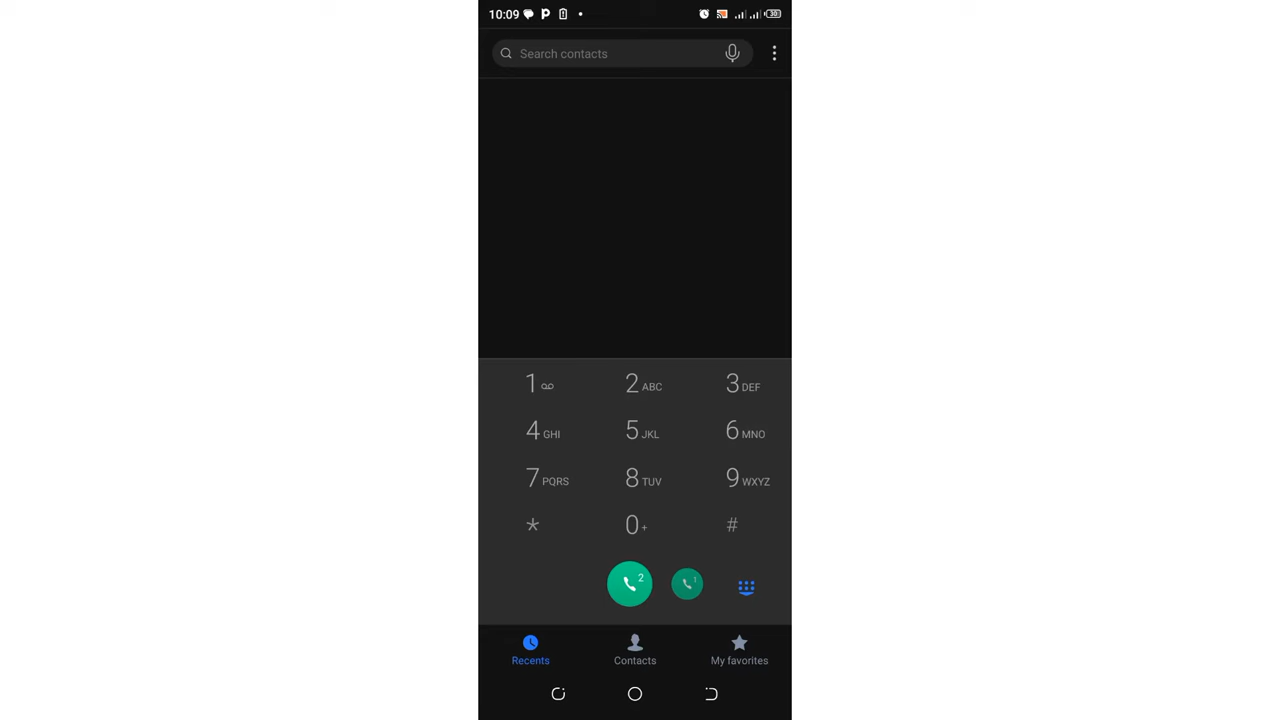 10:09 30
Search contacts
1 2 ABC 3 DEF
4 GHI 5 JKL 6 MNO
7 PQRS 8 TUV 9 WXYZ
* 0 + #
2 1
Recents Contacts My favorites